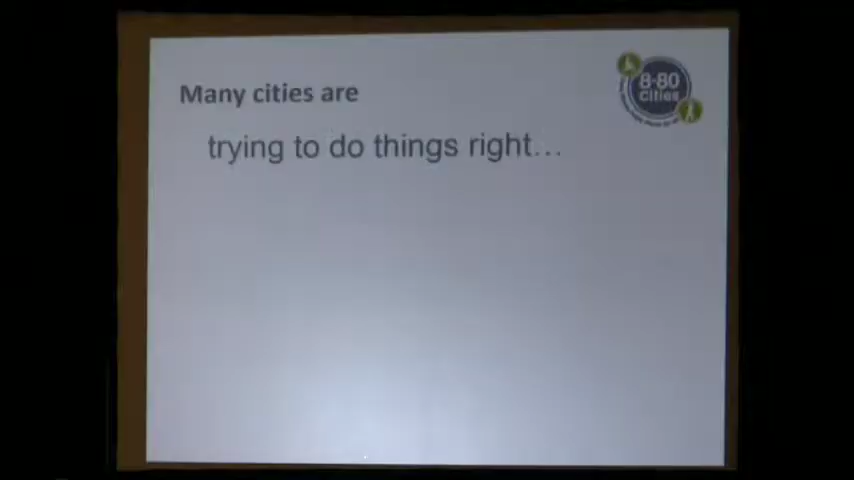 Many cities are
trying to do things right…
8-80
Cities